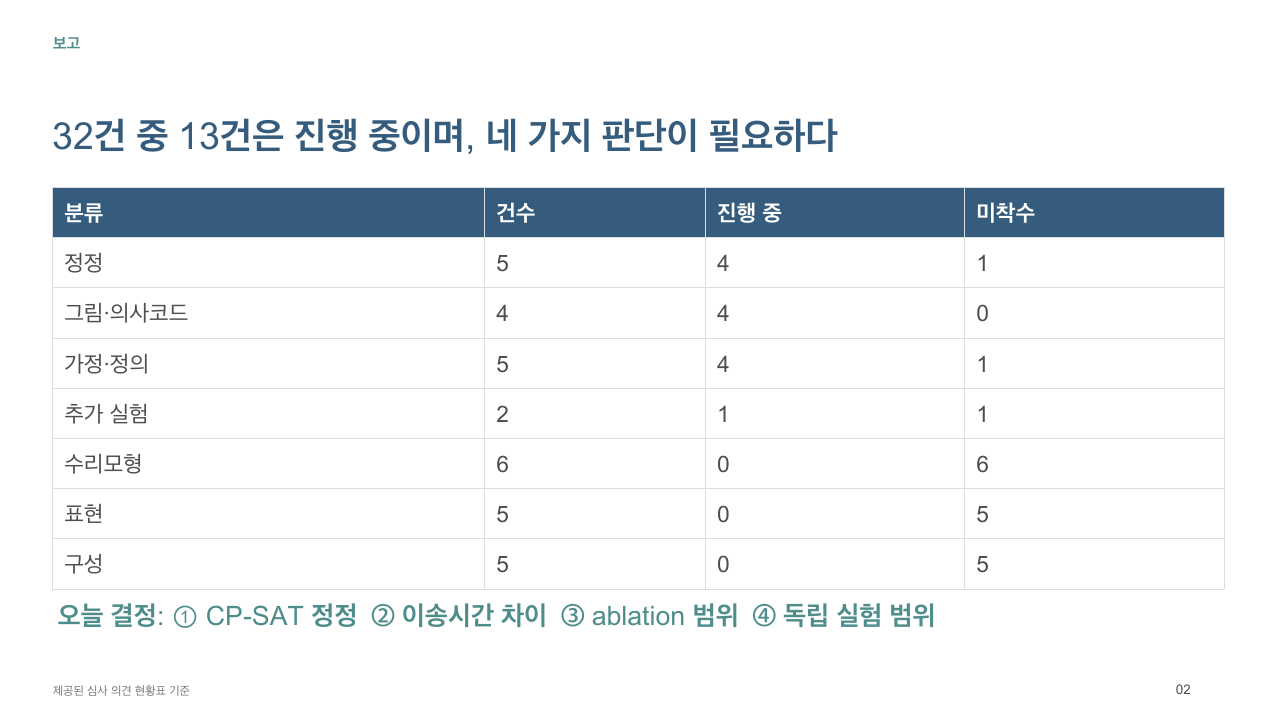 보고
32건 중 13건은 진행 중이며, 네 가지 판단이 필요하다
분류 건수 진행 중 미착수
정정 5 4 1
그림·의사코드 4 4 0
가정·정의 5 4 1
추가 실험 2 1 1
수리모형 6 0 6
표현 5 0 5
구성 5 0 5
오늘 결정: ① CP-SAT 정정 ② 이송시간 차이 ③ ablation 범위 ④ 독립 실험 범위
제공된 심사 의견 현황표 기준 02